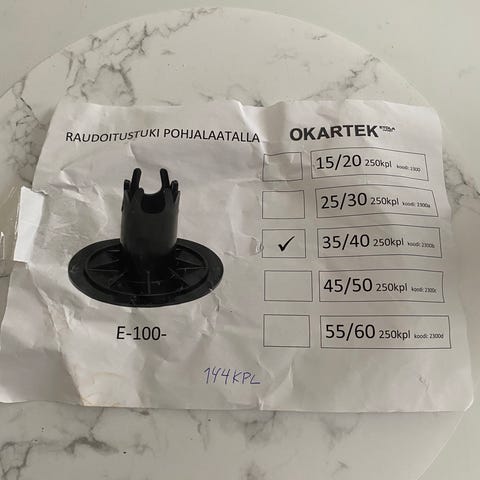 RAUDOITUSTUKI POHJALAATALLA
OKARTEK
15/20 250kpl koodi: 2300
25/30 250kpl koodi: 2300a
✓ 35/40 250kpl koodi: 2300b
45/50 250kpl koodi: 2300c
55/60 250kpl koodi: 2300d
E-100-
144KPL